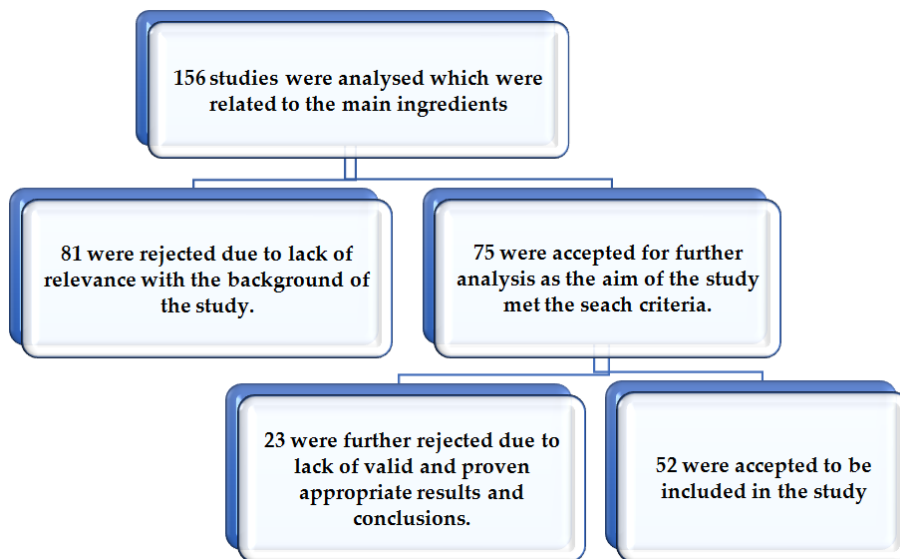 156 studies were analysed which were
related to the main ingredients
81 were rejected due to lack of
relevance with the background of
the study.
75 were accepted for further
analysis as the aim of the study
met the seach criteria.
23 were further rejected due to
lack of valid and proven
appropriate results and
conclusions.
52 were accepted to be
included in the study